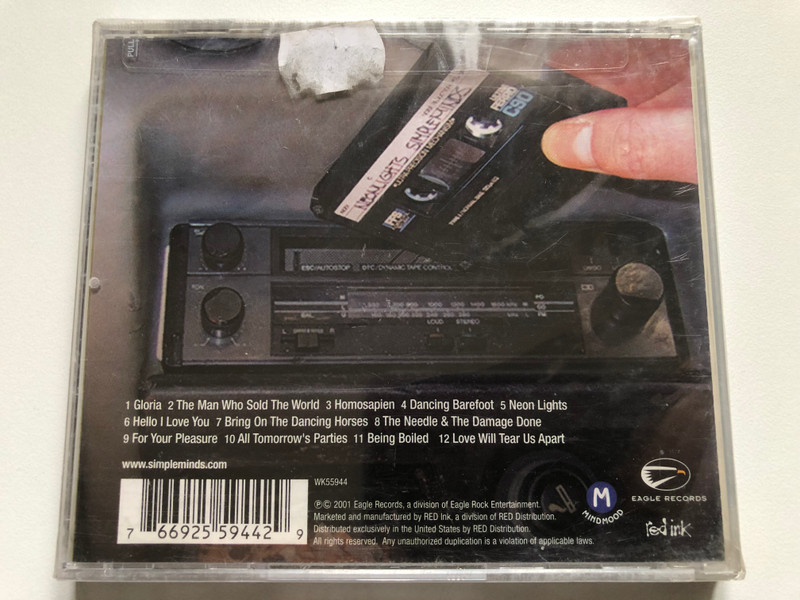 PULL
NEON LIGHTS SIMPLE MINDS
C90
ESC/AUTOSTOP DTC/DYNAMIC TAPE CONTROL
LOUD STEREO
1 Gloria 2 The Man Who Sold The World 3 Homosapien 4 Dancing Barefoot 5 Neon Lights
6 Hello I Love You 7 Bring On The Dancing Horses 8 The Needle & The Damage Done
9 For Your Pleasure 10 All Tomorrow's Parties 11 Being Boiled 12 Love Will Tear Us Apart
www.simpleminds.com
WK55944
7 66925 59442 9
℗© 2001 Eagle Records, a division of Eagle Rock Entertainment.
Marketed and manufactured by RED Ink, a division of RED Distribution.
Distributed exclusively in the United States by RED Distribution.
All rights reserved. Any unauthorized duplication is a violation of applicable laws.
M
MINDMOOD
EAGLE RECORDS
red ink